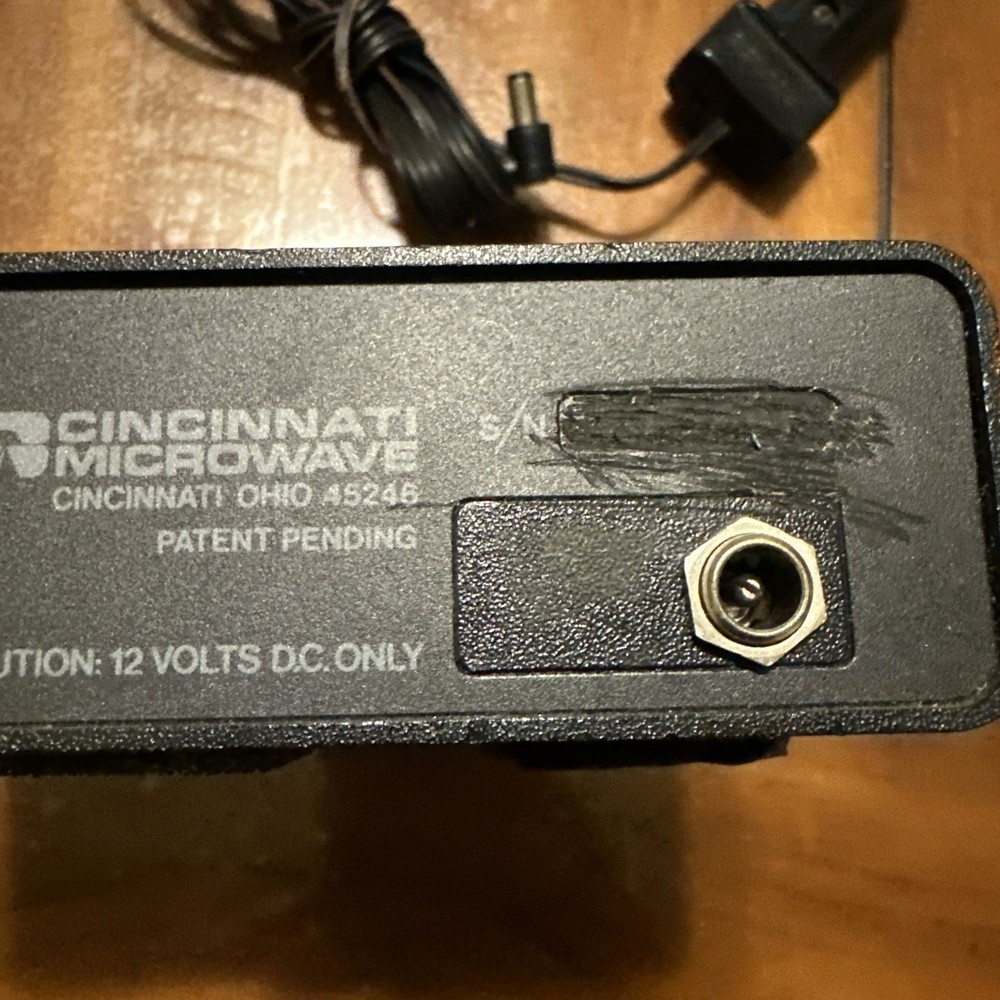 CINCINNATI
MICROWAVE
CINCINNATI OHIO 45246
PATENT PENDING
S/N
UTION: 12 VOLTS D.C. ONLY